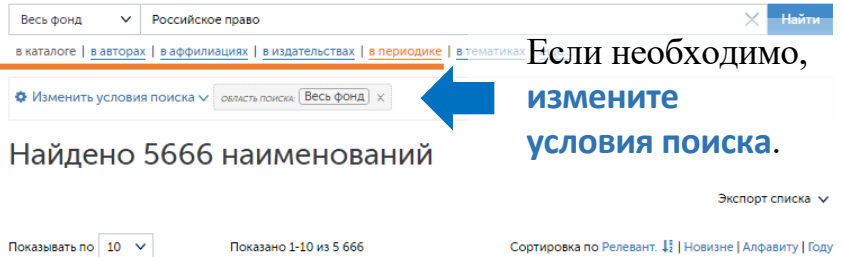 Весь фонд Российское право Найти
в каталоге | в авторах | в аффилиациях | в издательствах | в периодике | в тематиках
Если необходимо,
измените
условия поиска.
Изменить условия поиска ОБЛАСТЬ ПОИСКА: Весь фонд
Найдено 5666 наименований
Экспорт списка
Показывать по 10 Показано 1-10 из 5 666 Сортировка по Релевант. | Новизне | Алфавиту | Году